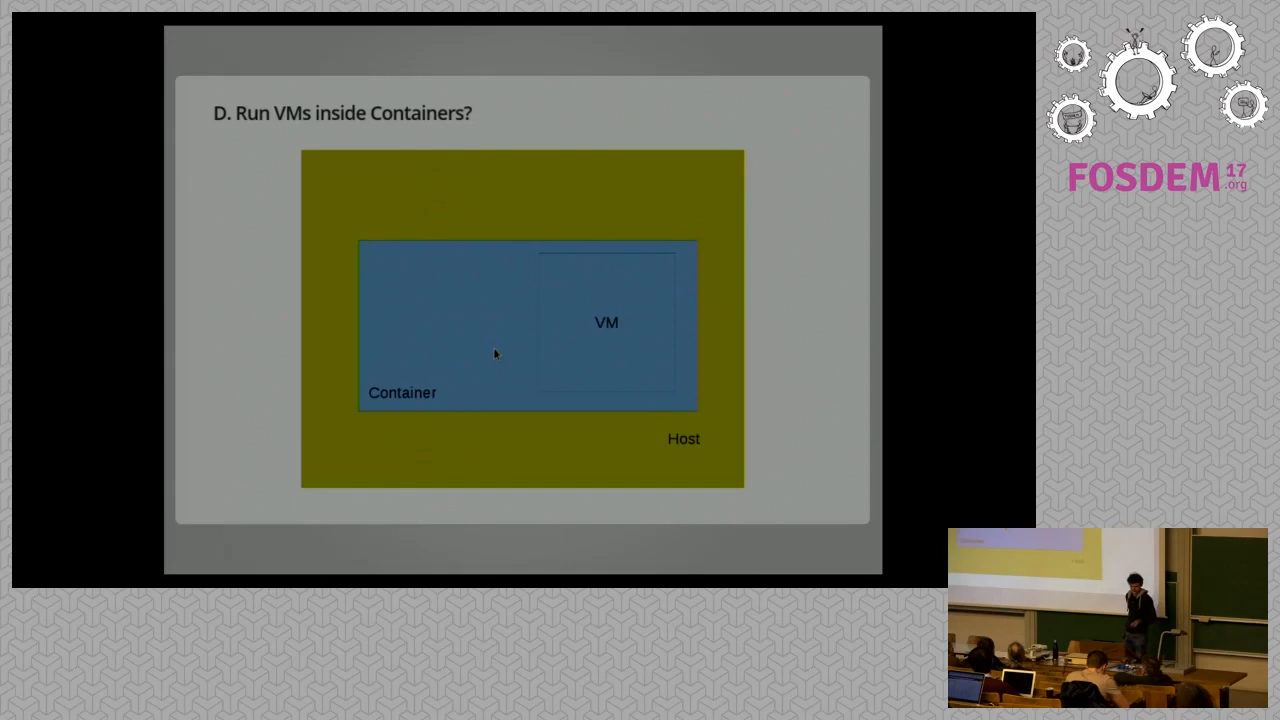 D. Run VMs inside Containers?
VM
Container
Host
FOSDEM 17
.org